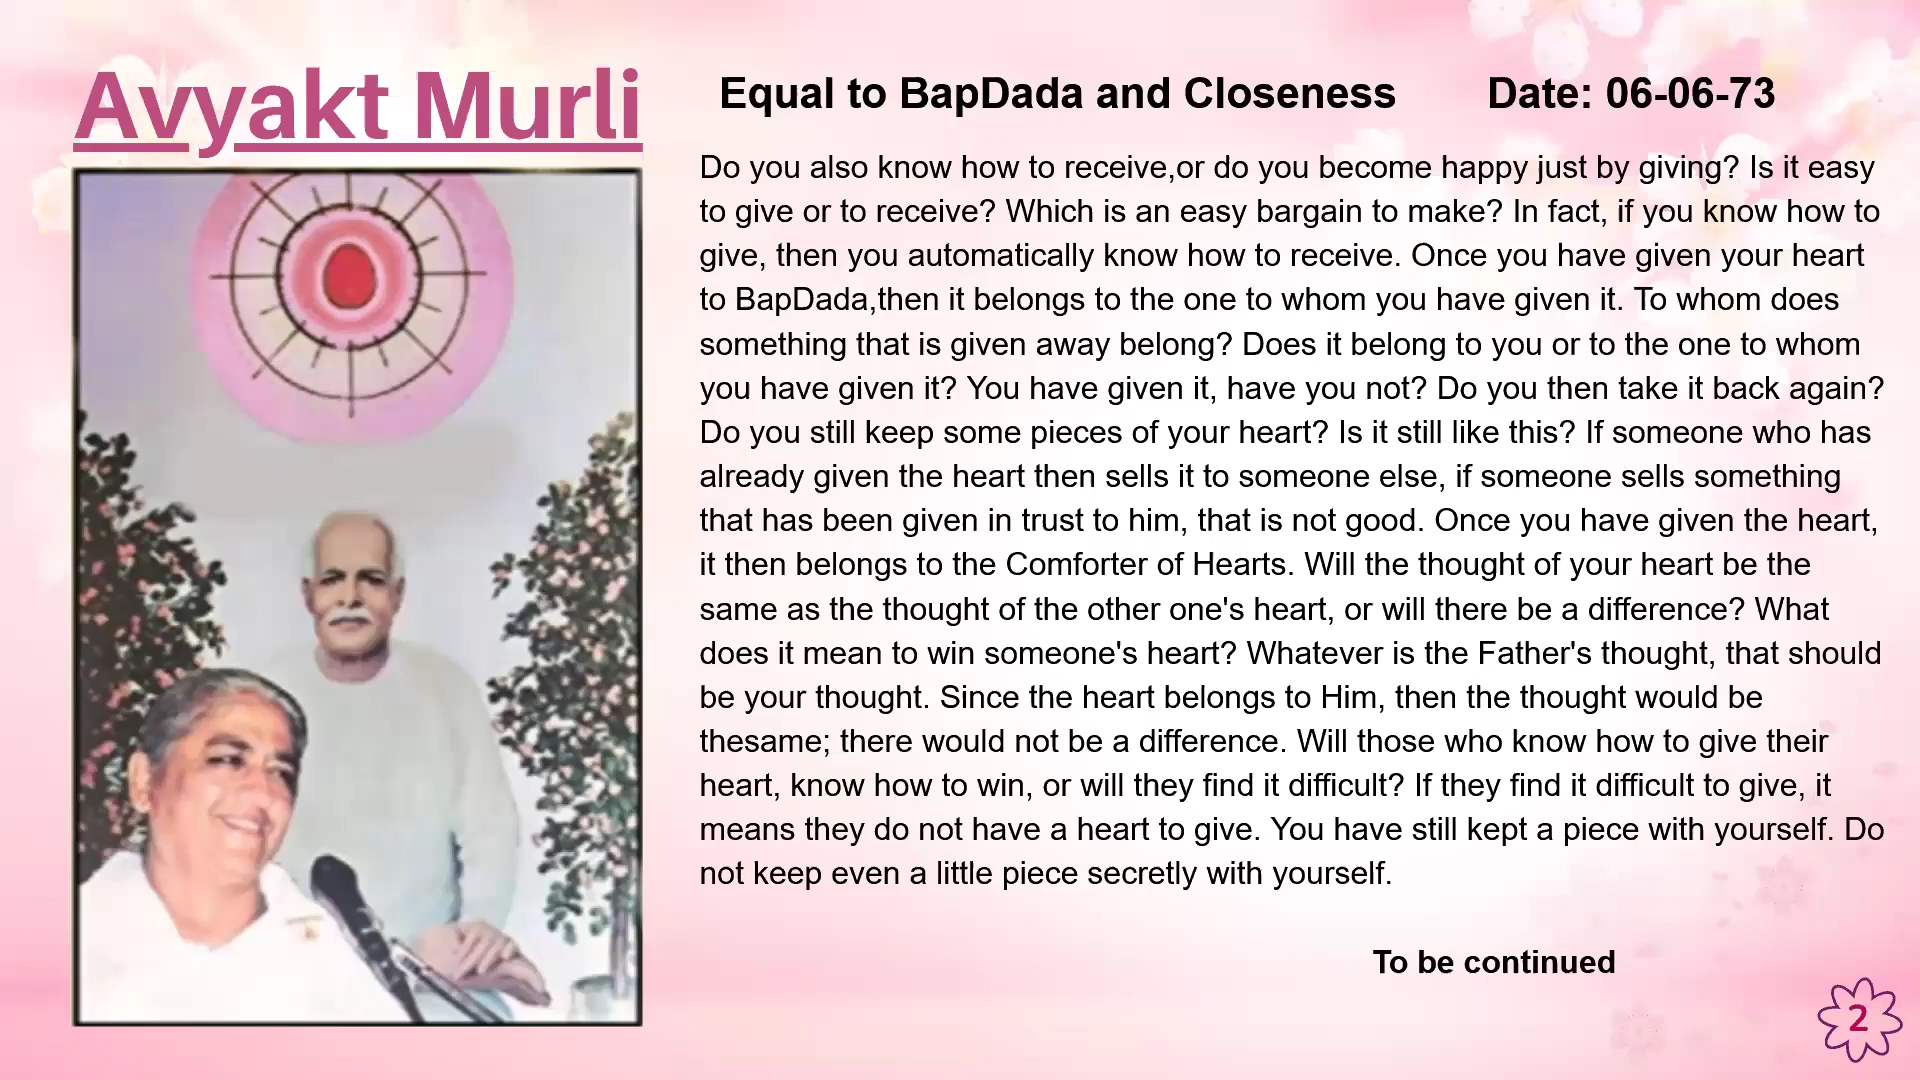 Avyakt Murli
Equal to BapDada and Closeness Date: 06-06-73
Do you also know how to receive,or do you become happy just by giving? Is it easy
to give or to receive? Which is an easy bargain to make? In fact, if you know how to
give, then you automatically know how to receive. Once you have given your heart
to BapDada,then it belongs to the one to whom you have given it. To whom does
something that is given away belong? Does it belong to you or to the one to whom
you have given it? You have given it, have you not? Do you then take it back again?
Do you still keep some pieces of your heart? Is it still like this? If someone who has
already given the heart then sells it to someone else, if someone sells something
that has been given in trust to him, that is not good. Once you have given the heart,
it then belongs to the Comforter of Hearts. Will the thought of your heart be the
same as the thought of the other one's heart, or will there be a difference? What
does it mean to win someone's heart? Whatever is the Father's thought, that should
be your thought. Since the heart belongs to Him, then the thought would be
thesame; there would not be a difference. Will those who know how to give their
heart, know how to win, or will they find it difficult? If they find it difficult to give, it
means they do not have a heart to give. You have still kept a piece with yourself. Do
not keep even a little piece secretly with yourself.
To be continued
2